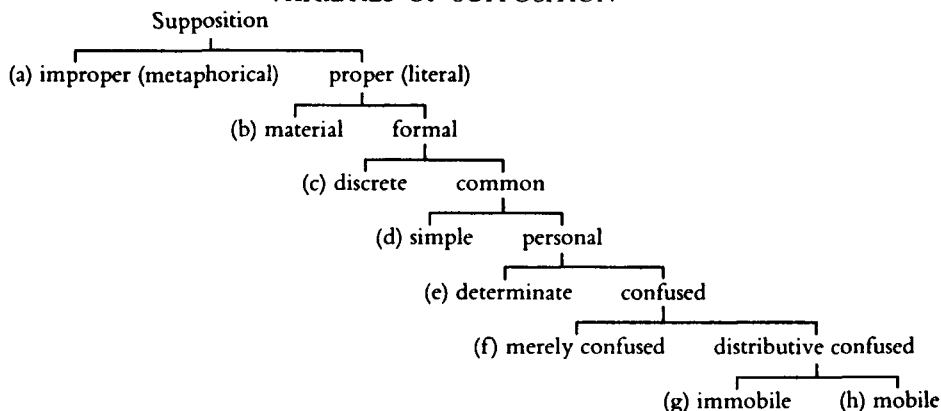 Supposition
(a) improper (metaphorical) proper (literal)
(b) material formal
(c) discrete common
(d) simple personal
(e) determinate confused
(f) merely confused distributive confused
(g) immobile (h) mobile